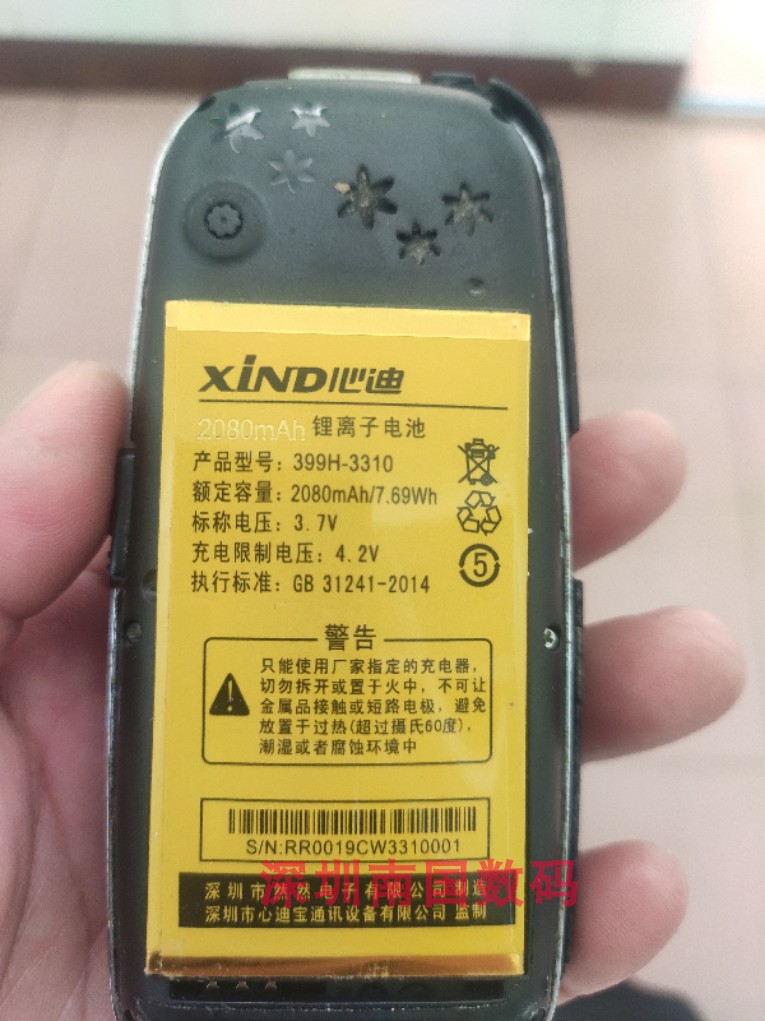 XiND心迪
2080mAh 锂离子电池
产品型号：399H-3310
额定容量：2080mAh/7.69Wh
标称电压：3.7V
充电限制电压：4.2V
执行标准：GB 31241-2014
5
警告
只能使用厂家指定的充电器，
切勿拆开或置于火中，不可让
金属品接触或短路电极，避免
放置于过热(超过摄氏60度)，
潮湿或者腐蚀环境中
S/N:RR0019CW3310001
深圳南国数码
深圳市然然电子有限公司制造
深圳市心迪宝通讯设备有限公司 监制